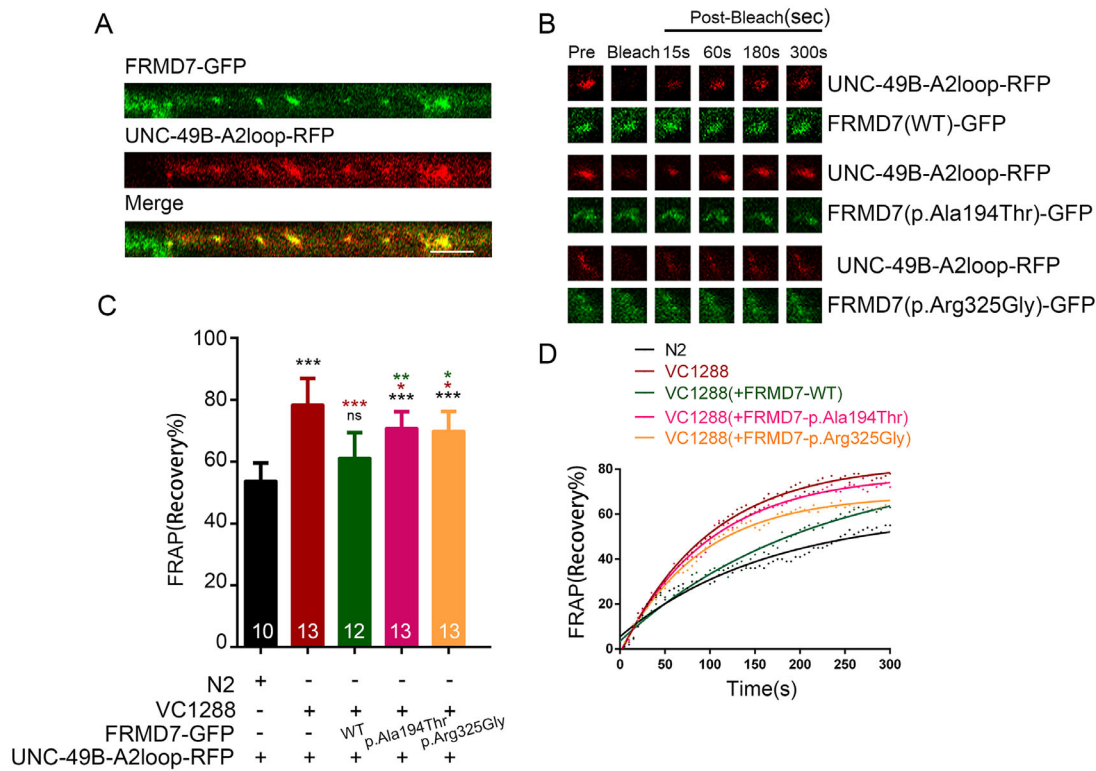 A
FRMD7-GFP
UNC-49B-A2loop-RFP
Merge
B
Post-Bleach(sec)
Pre Bleach 15s 60s 180s 300s
UNC-49B-A2loop-RFP
FRMD7(WT)-GFP
UNC-49B-A2loop-RFP
FRMD7(p.Ala194Thr)-GFP
UNC-49B-A2loop-RFP
FRMD7(p.Arg325Gly)-GFP
C
FRAP(Recovery%)
100
80
60
40
20
0
***
***
ns
**
*
***
*
*
***
10 13 12 13 13
N2 + - - - -
VC1288 - + + + +
FRMD7-GFP - - WT p.Ala194Thr p.Arg325Gly
UNC-49B-A2loop-RFP + + + + +
D
N2
VC1288
VC1288(+FRMD7-WT)
VC1288(+FRMD7-p.Ala194Thr)
VC1288(+FRMD7-p.Arg325Gly)
FRAP(Recovery%)
80
60
40
20
0
0 50 100 150 200 250 300
Time(s)